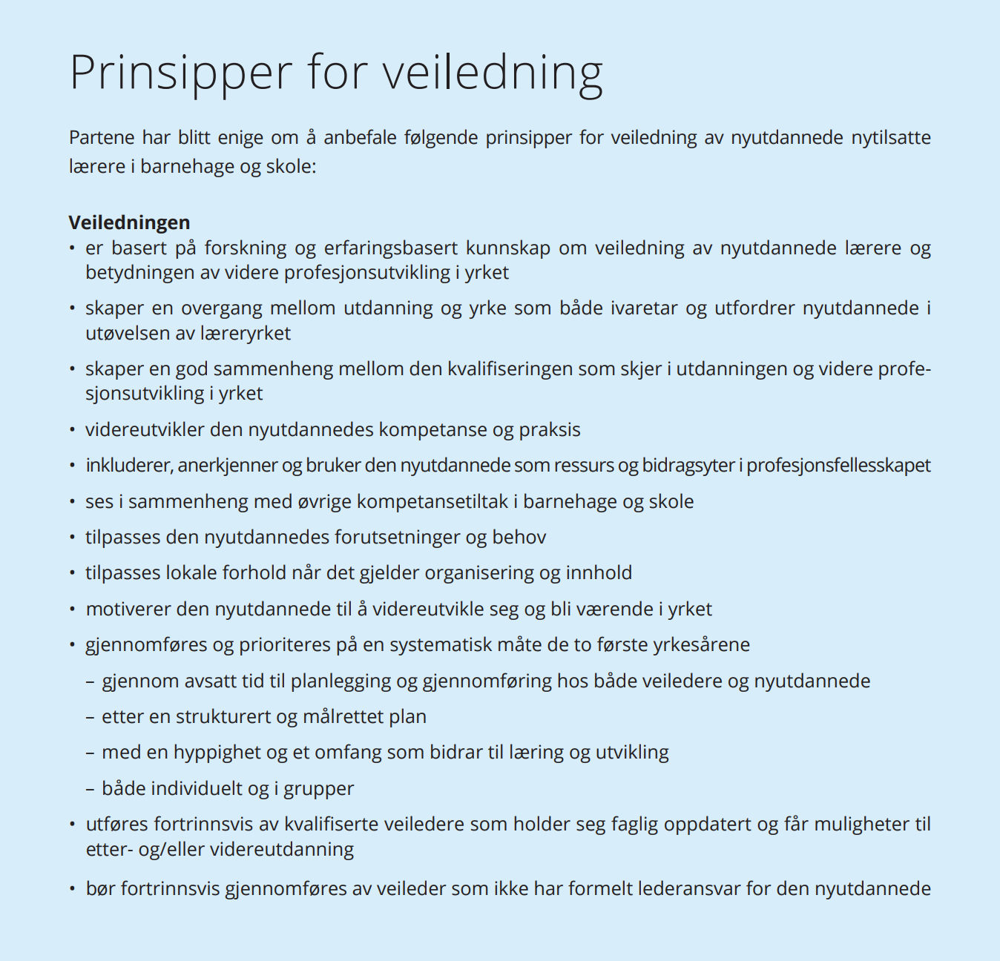 Prinsipper for veiledning
Partene har blitt enige om å anbefale følgende prinsipper for veiledning av nyutdannede nytilsatte
lærere i barnehage og skole:
Veiledningen
• er basert på forskning og erfaringsbasert kunnskap om veiledning av nyutdannede lærere og
betydningen av videre profesjonsutvikling i yrket
• skaper en overgang mellom utdanning og yrke som både ivaretar og utfordrer nyutdannede i
utøvelsen av læreryrket
• skaper en god sammenheng mellom den kvalifiseringen som skjer i utdanningen og videre profe-
sjonsutvikling i yrket
• videreutvikler den nyutdannedes kompetanse og praksis
• inkluderer, anerkjenner og bruker den nyutdannede som ressurs og bidragsyter i profesjonsfellesskapet
• ses i sammenheng med øvrige kompetansetiltak i barnehage og skole
• tilpasses den nyutdannedes forutsetninger og behov
• tilpasses lokale forhold når det gjelder organisering og innhold
• motiverer den nyutdannede til å videreutvikle seg og bli værende i yrket
• gjennomføres og prioriteres på en systematisk måte de to første yrkesårene
– gjennom avsatt tid til planlegging og gjennomføring hos både veiledere og nyutdannede
– etter en strukturert og målrettet plan
– med en hyppighet og et omfang som bidrar til læring og utvikling
– både individuelt og i grupper
• utføres fortrinnsvis av kvalifiserte veiledere som holder seg faglig oppdatert og får muligheter til
etter- og/eller videreutdanning
• bør fortrinnsvis gjennomføres av veileder som ikke har formelt lederansvar for den nyutdannede